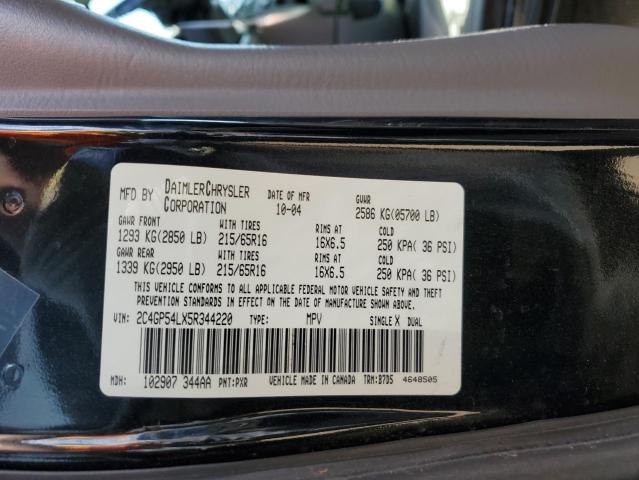 MFD BY DAIMLERCHRYSLER CORPORATION DATE OF MFR 10-04 GVWR 2586 KG(05700 LB)
GAWR FRONT WITH TIRES RIMS AT COLD
1293 KG(2850 LB) 215/65R16 16X6.5 250 KPA( 36 PSI)
GAWR REAR WITH TIRES RIMS AT COLD
1339 KG(2950 LB) 215/65R16 16X6.5 250 KPA( 36 PSI)
THIS VEHICLE CONFORMS TO ALL APPLICABLE FEDERAL MOTOR VEHICLE SAFETY AND THEFT
PREVENTION STANDARDS IN EFFECT ON THE DATE OF MANUFACTURE SHOWN ABOVE.
VIN: 2C4GP54LX5R344220 TYPE: MPV SINGLE X DUAL
MDH: 102907 344AA PNT:PXR VEHICLE MADE IN CANADA TRM:B7D5 4648505